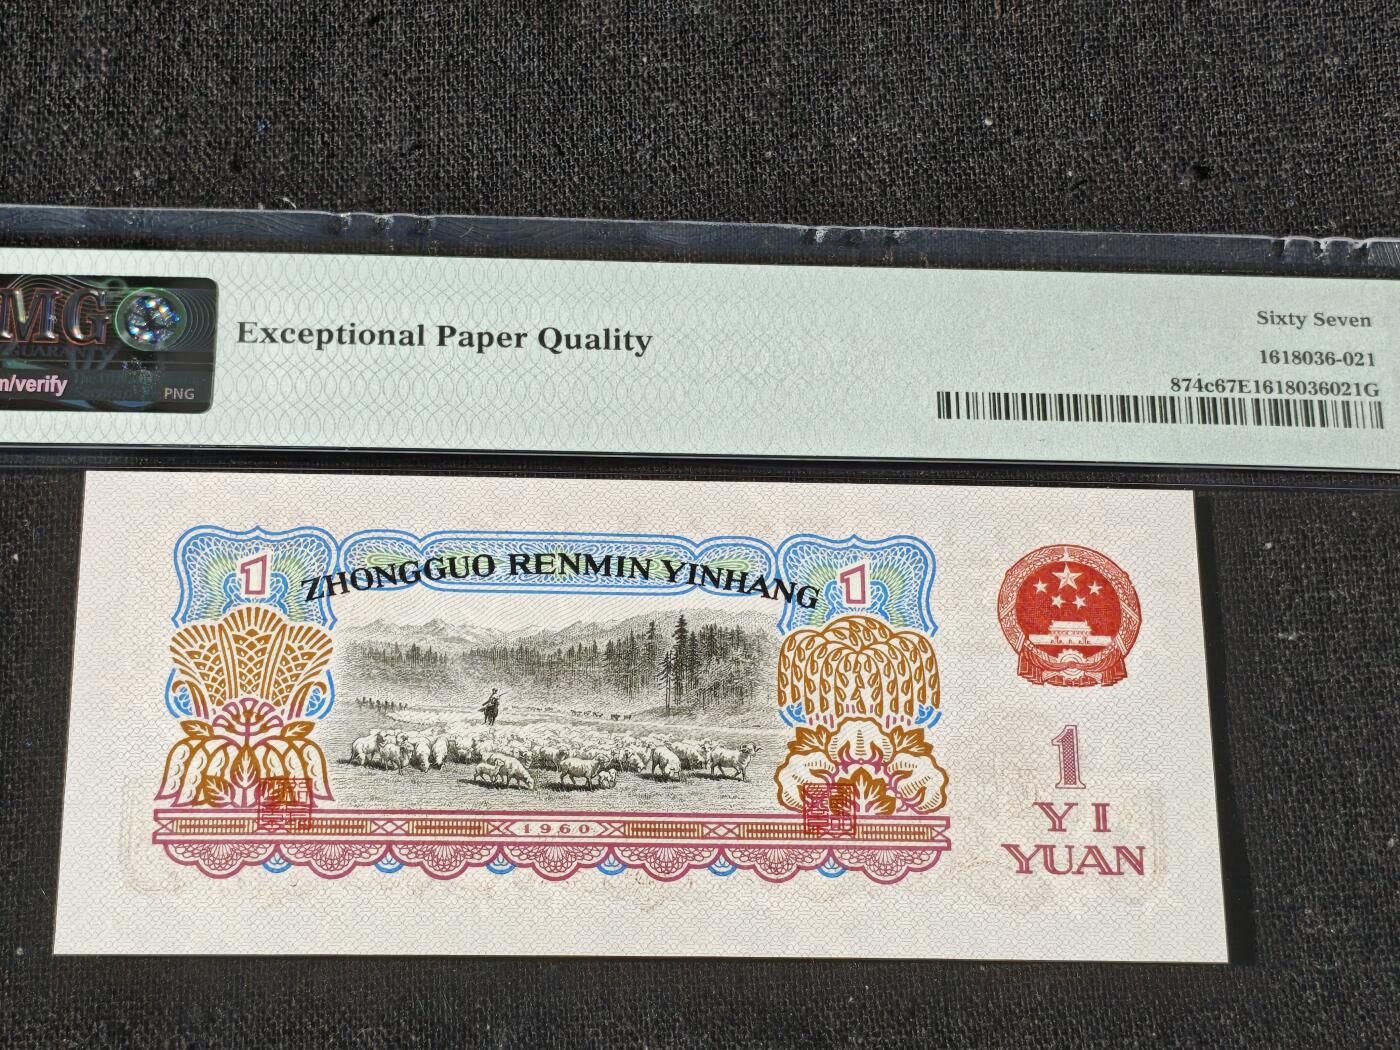 MG
Exceptional Paper Quality
Sixty Seven
1618036-021
874c67E1618036021G
n/verify
PNG
1
ZHONGGUO RENMIN YINHANG
1
1960
1
YI
YUAN